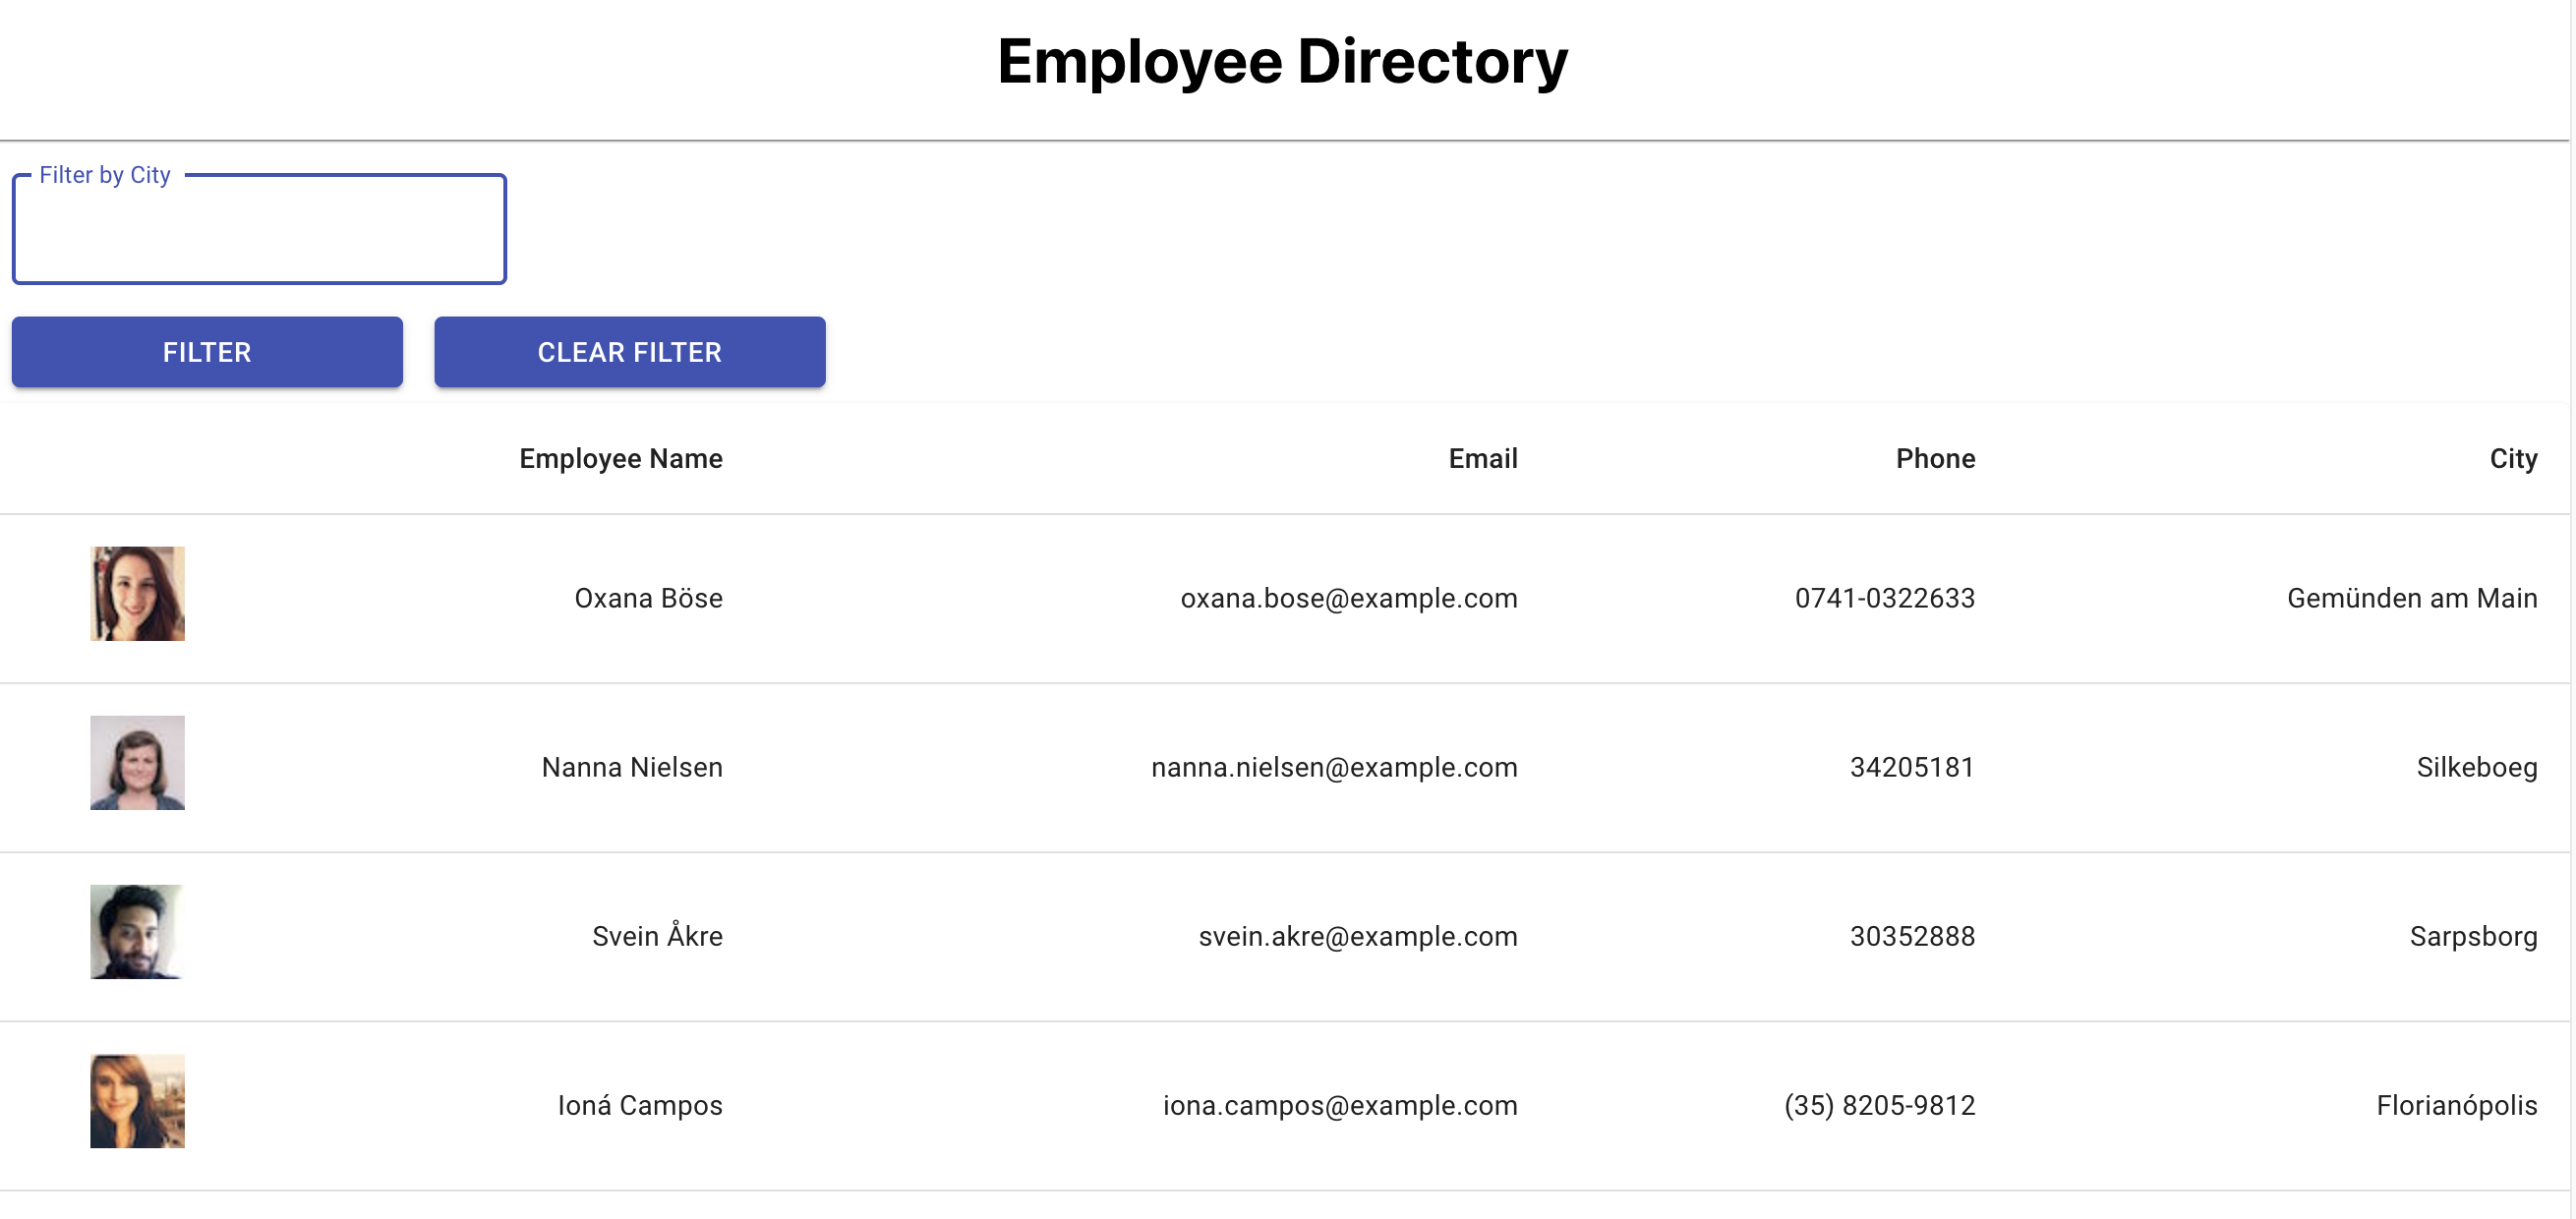 Employee Directory
Filter by City
FILTER CLEAR FILTER
Employee Name Email Phone City
Oxana Böse oxana.bose@example.com 0741-0322633 Gemünden am Main
Nanna Nielsen nanna.nielsen@example.com 34205181 Silkeboeg
Svein Åkre svein.akre@example.com 30352888 Sarpsborg
Ioná Campos iona.campos@example.com (35) 8205-9812 Florianópolis